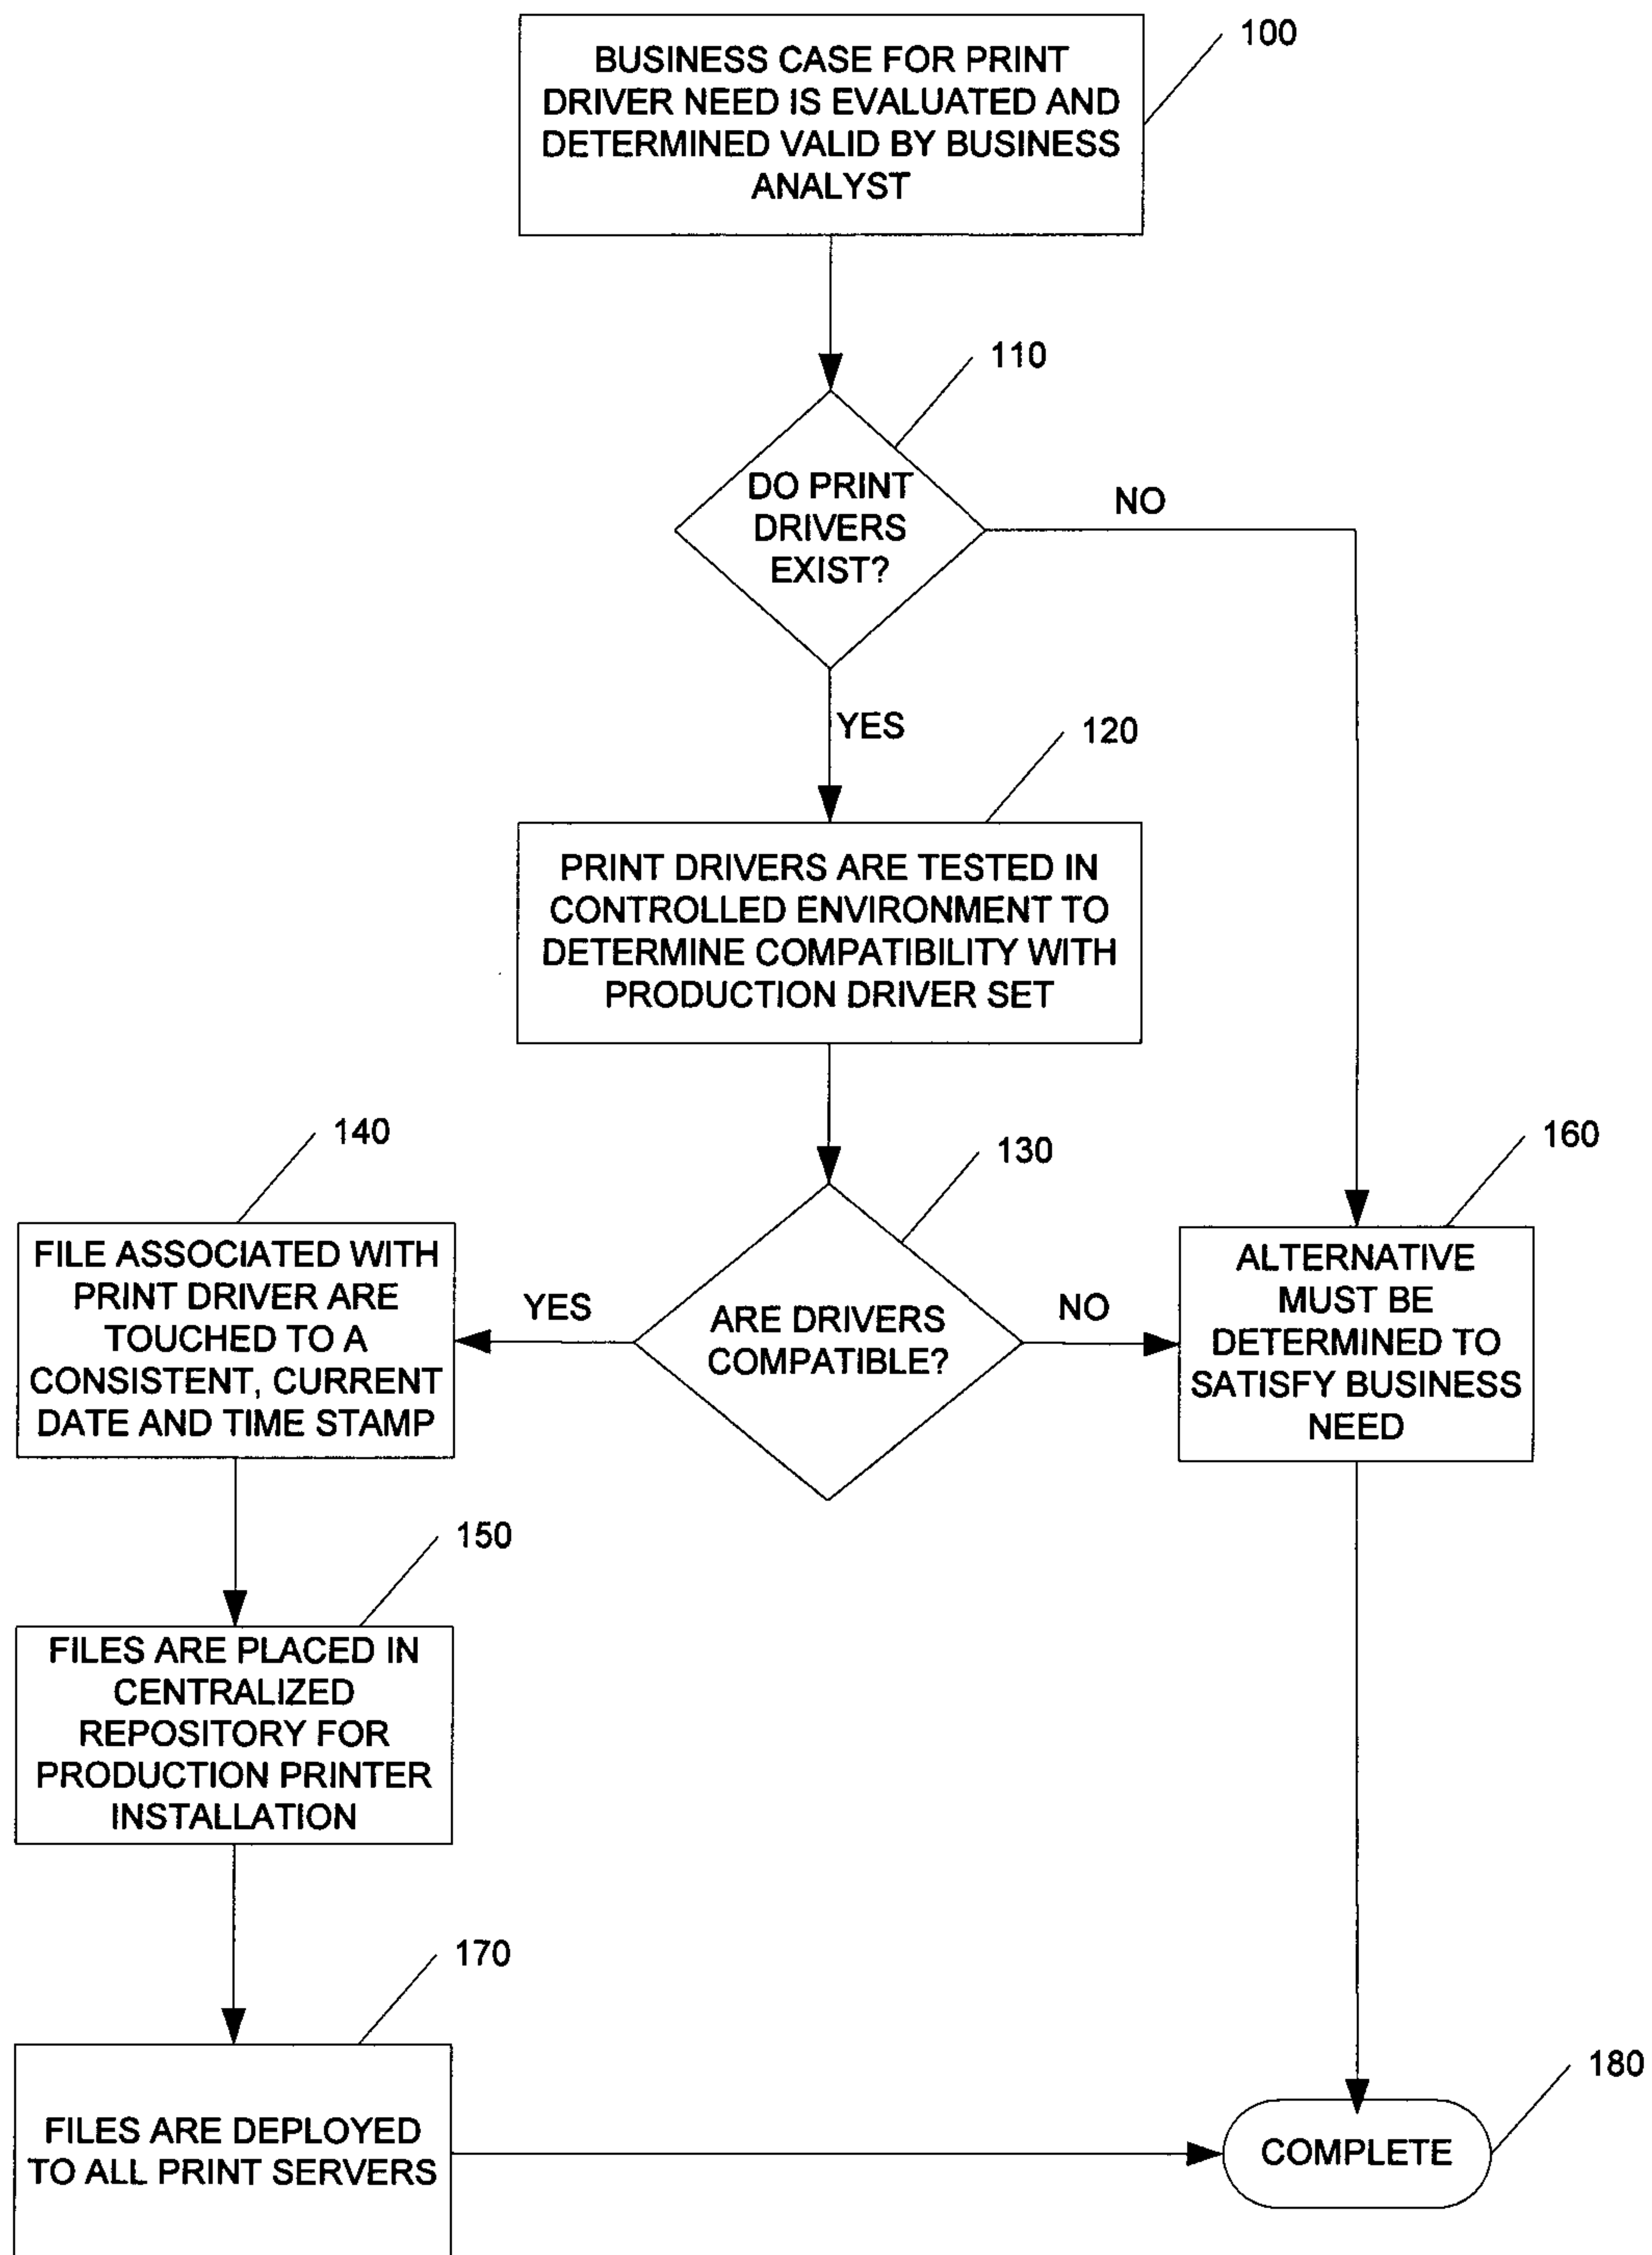 100
BUSINESS CASE FOR PRINT
DRIVER NEED IS EVALUATED AND
DETERMINED VALID BY BUSINESS
ANALYST
110
DO PRINT
DRIVERS
EXIST?
NO
YES
120
PRINT DRIVERS ARE TESTED IN
CONTROLLED ENVIRONMENT TO
DETERMINE COMPATIBILITY WITH
PRODUCTION DRIVER SET
130
ARE DRIVERS
COMPATIBLE?
YES
NO
140
FILE ASSOCIATED WITH
PRINT DRIVER ARE
TOUCHED TO A
CONSISTENT, CURRENT
DATE AND TIME STAMP
160
ALTERNATIVE
MUST BE
DETERMINED TO
SATISFY BUSINESS
NEED
150
FILES ARE PLACED IN
CENTRALIZED
REPOSITORY FOR
PRODUCTION PRINTER
INSTALLATION
170
FILES ARE DEPLOYED
TO ALL PRINT SERVERS
180
COMPLETE